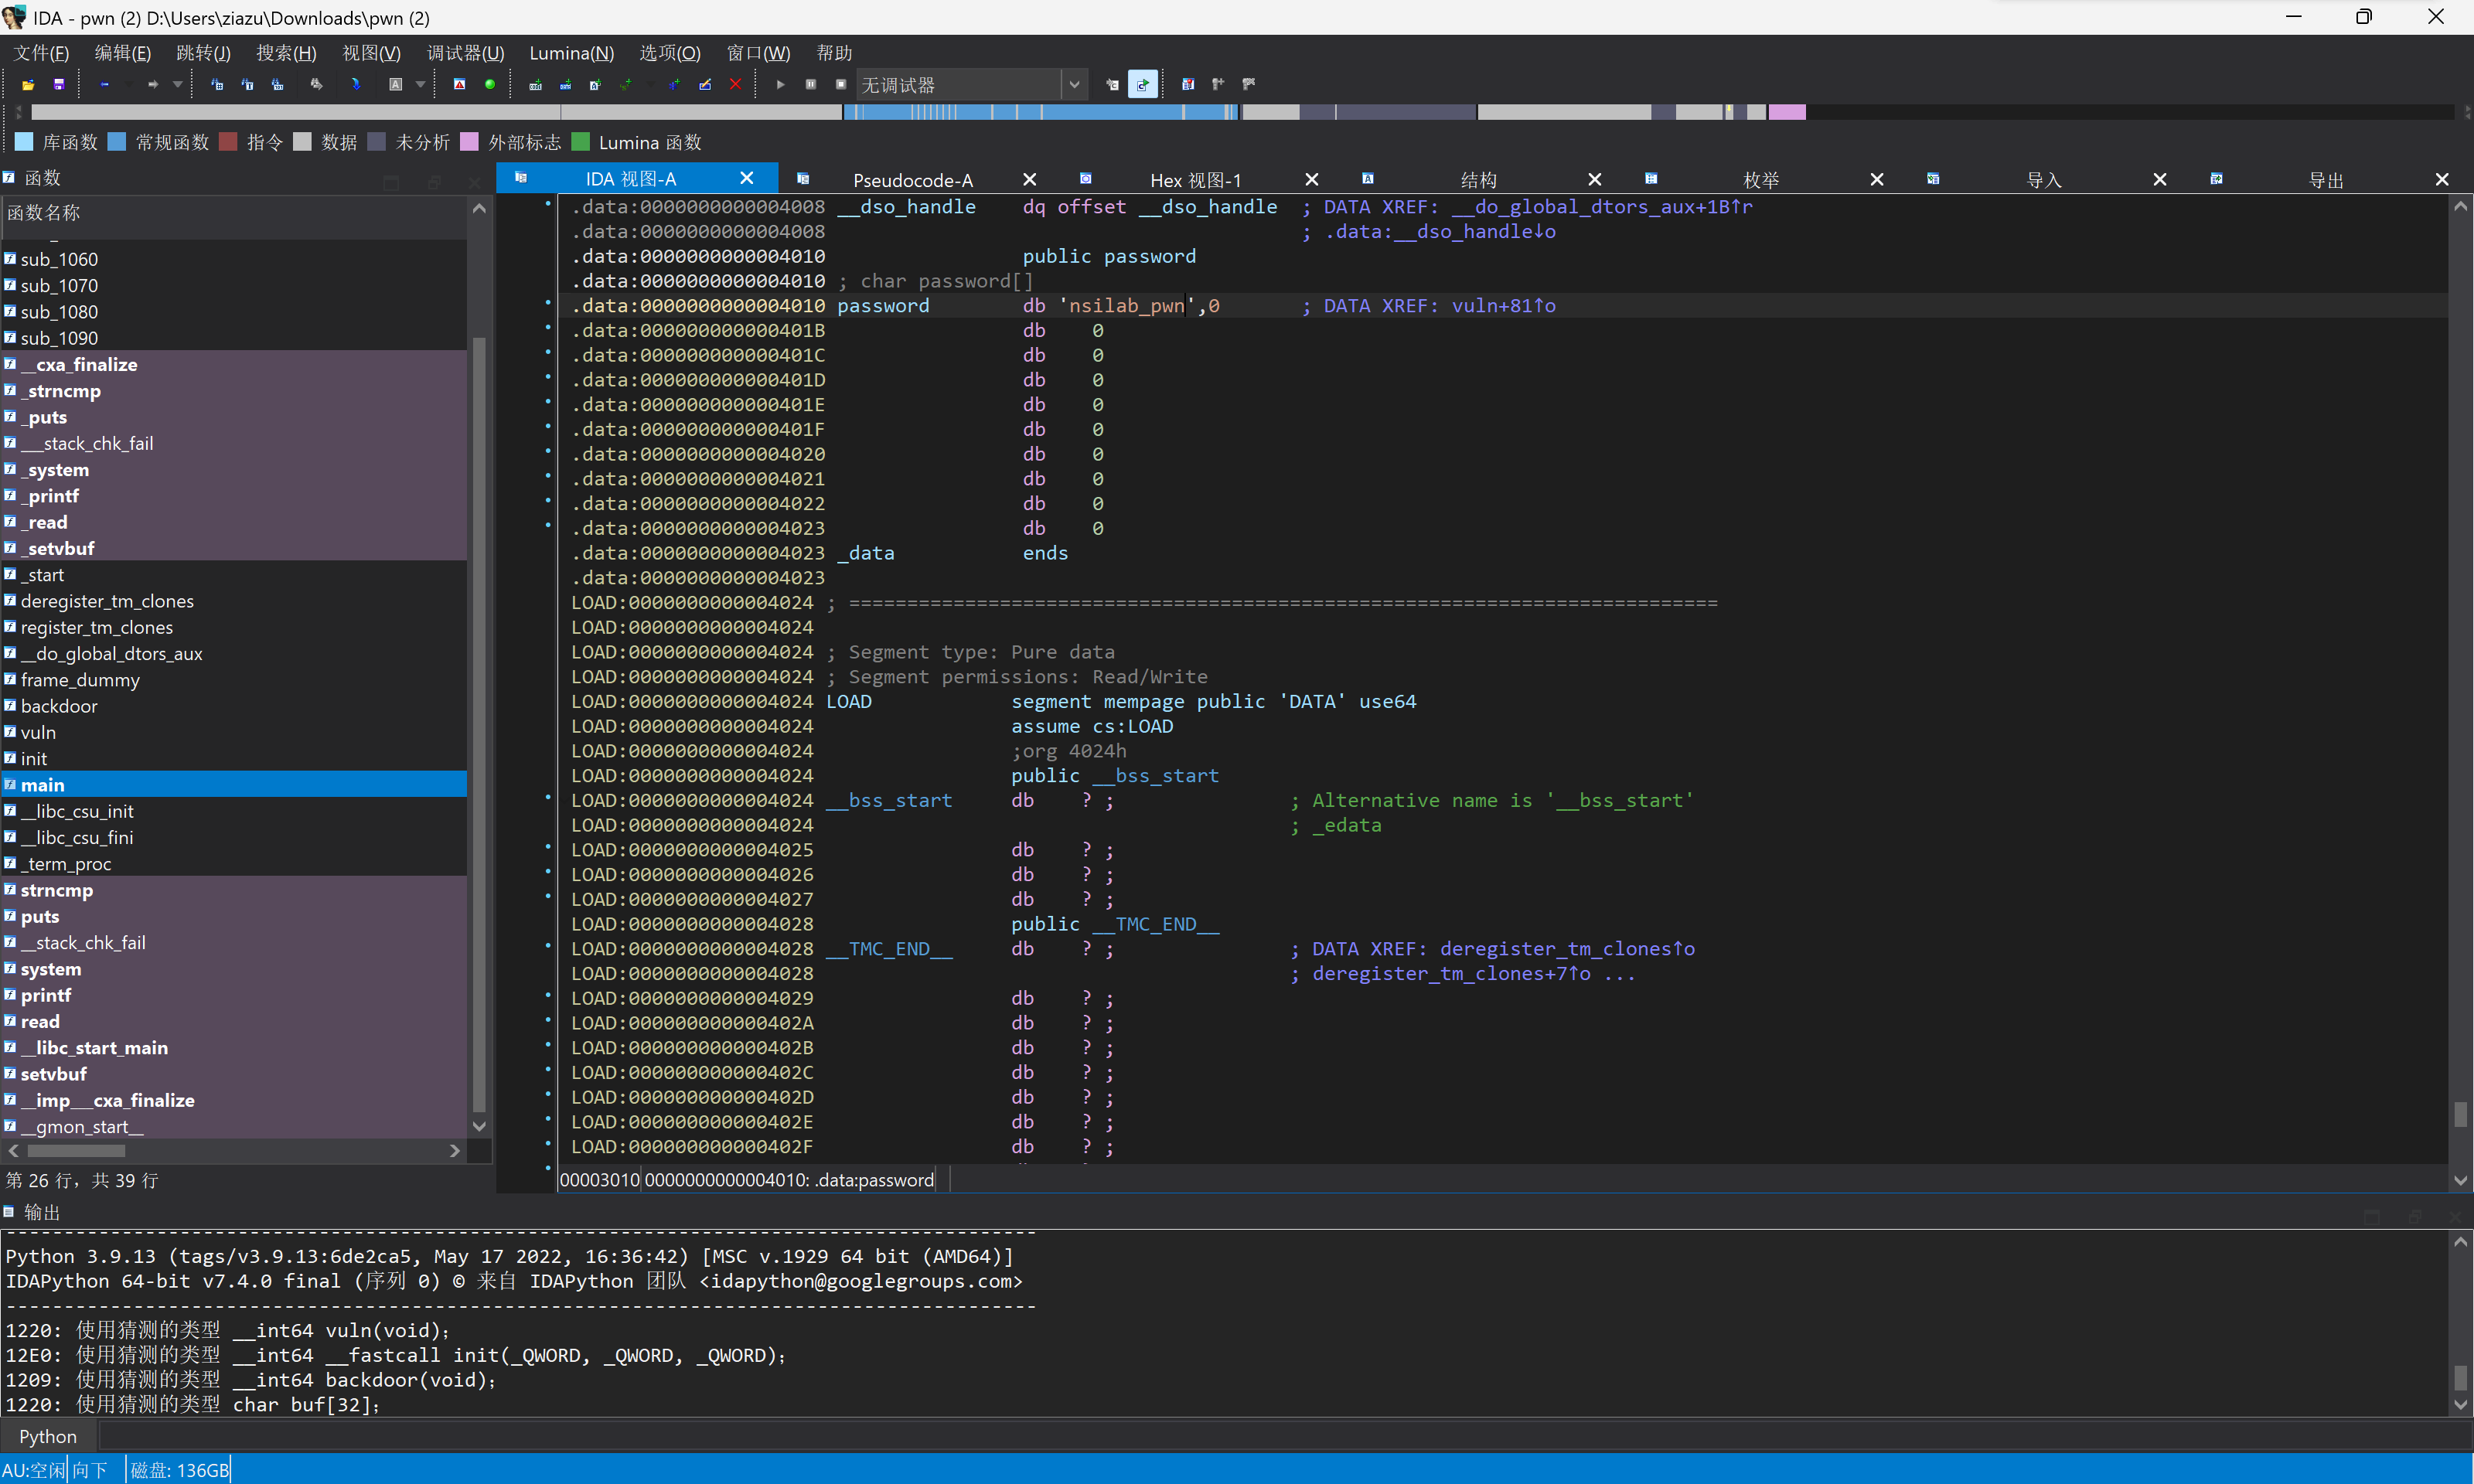 IDA - pwn (2) D:\Users\ziazu\Downloads\pwn (2)
文件(F) 编辑(E) 跳转(J) 搜索(H) 视图(V) 调试器(U) Lumina(N) 选项(O) 窗口(W) 帮助
无调试器
库函数 常规函数 指令 数据 未分析 外部标志 Lumina 函数
函数
函数名称
sub_1060
sub_1070
sub_1080
sub_1090
__cxa_finalize
_strncmp
_puts
___stack_chk_fail
_system
_printf
_read
_setvbuf
_start
deregister_tm_clones
register_tm_clones
__do_global_dtors_aux
frame_dummy
backdoor
vuln
init
main
__libc_csu_init
__libc_csu_fini
_term_proc
strncmp
puts
__stack_chk_fail
system
printf
read
__libc_start_main
setvbuf
__imp___cxa_finalize
__gmon_start__
第 26 行, 共 39 行
IDA 视图-A Pseudocode-A Hex 视图-1 结构 枚举 导入 导出
.data:0000000000004008 __dso_handle dq offset __dso_handle ; DATA XREF: __do_global_dtors_aux+1B↑r
.data:0000000000004008 ; .data:__dso_handle↓o
.data:0000000000004010 public password
.data:0000000000004010 ; char password[]
.data:0000000000004010 password db 'nsilab_pwn',0 ; DATA XREF: vuln+81↑o
.data:000000000000401B db 0
.data:000000000000401C db 0
.data:000000000000401D db 0
.data:000000000000401E db 0
.data:000000000000401F db 0
.data:0000000000004020 db 0
.data:0000000000004021 db 0
.data:0000000000004022 db 0
.data:0000000000004023 db 0
.data:0000000000004023 _data ends
.data:0000000000004023
LOAD:0000000000004024 ; ===========================================================================
LOAD:0000000000004024
LOAD:0000000000004024 ; Segment type: Pure data
LOAD:0000000000004024 ; Segment permissions: Read/Write
LOAD:0000000000004024 LOAD segment mempage public 'DATA' use64
LOAD:0000000000004024 assume cs:LOAD
LOAD:0000000000004024 ;org 4024h
LOAD:0000000000004024 public __bss_start
LOAD:0000000000004024 __bss_start db ? ; ; Alternative name is '__bss_start'
LOAD:0000000000004024 ; _edata
LOAD:0000000000004025 db ? ;
LOAD:0000000000004026 db ? ;
LOAD:0000000000004027 db ? ;
LOAD:0000000000004028 public __TMC_END__
LOAD:0000000000004028 __TMC_END__ db ? ; ; DATA XREF: deregister_tm_clones↑o
LOAD:0000000000004028 ; deregister_tm_clones+7↑o ...
LOAD:0000000000004029 db ? ;
LOAD:000000000000402A db ? ;
LOAD:000000000000402B db ? ;
LOAD:000000000000402C db ? ;
LOAD:000000000000402D db ? ;
LOAD:000000000000402E db ? ;
LOAD:000000000000402F db ? ;
00003010 0000000000004010: .data:password
输出
Python 3.9.13 (tags/v3.9.13:6de2ca5, May 17 2022, 16:36:42) [MSC v.1929 64 bit (AMD64)]
IDAPython 64-bit v7.4.0 final (序列 0) © 来自 IDAPython 团队 <idapython@googlegroups.com>
-----------------------------------------------------------------------------------------
1220: 使用猜测的类型 __int64 vuln(void);
12E0: 使用猜测的类型 __int64 __fastcall init(_QWORD, _QWORD, _QWORD);
1209: 使用猜测的类型 __int64 backdoor(void);
1220: 使用猜测的类型 char buf[32];
Python
AU:空闲 向下 磁盘: 136GB